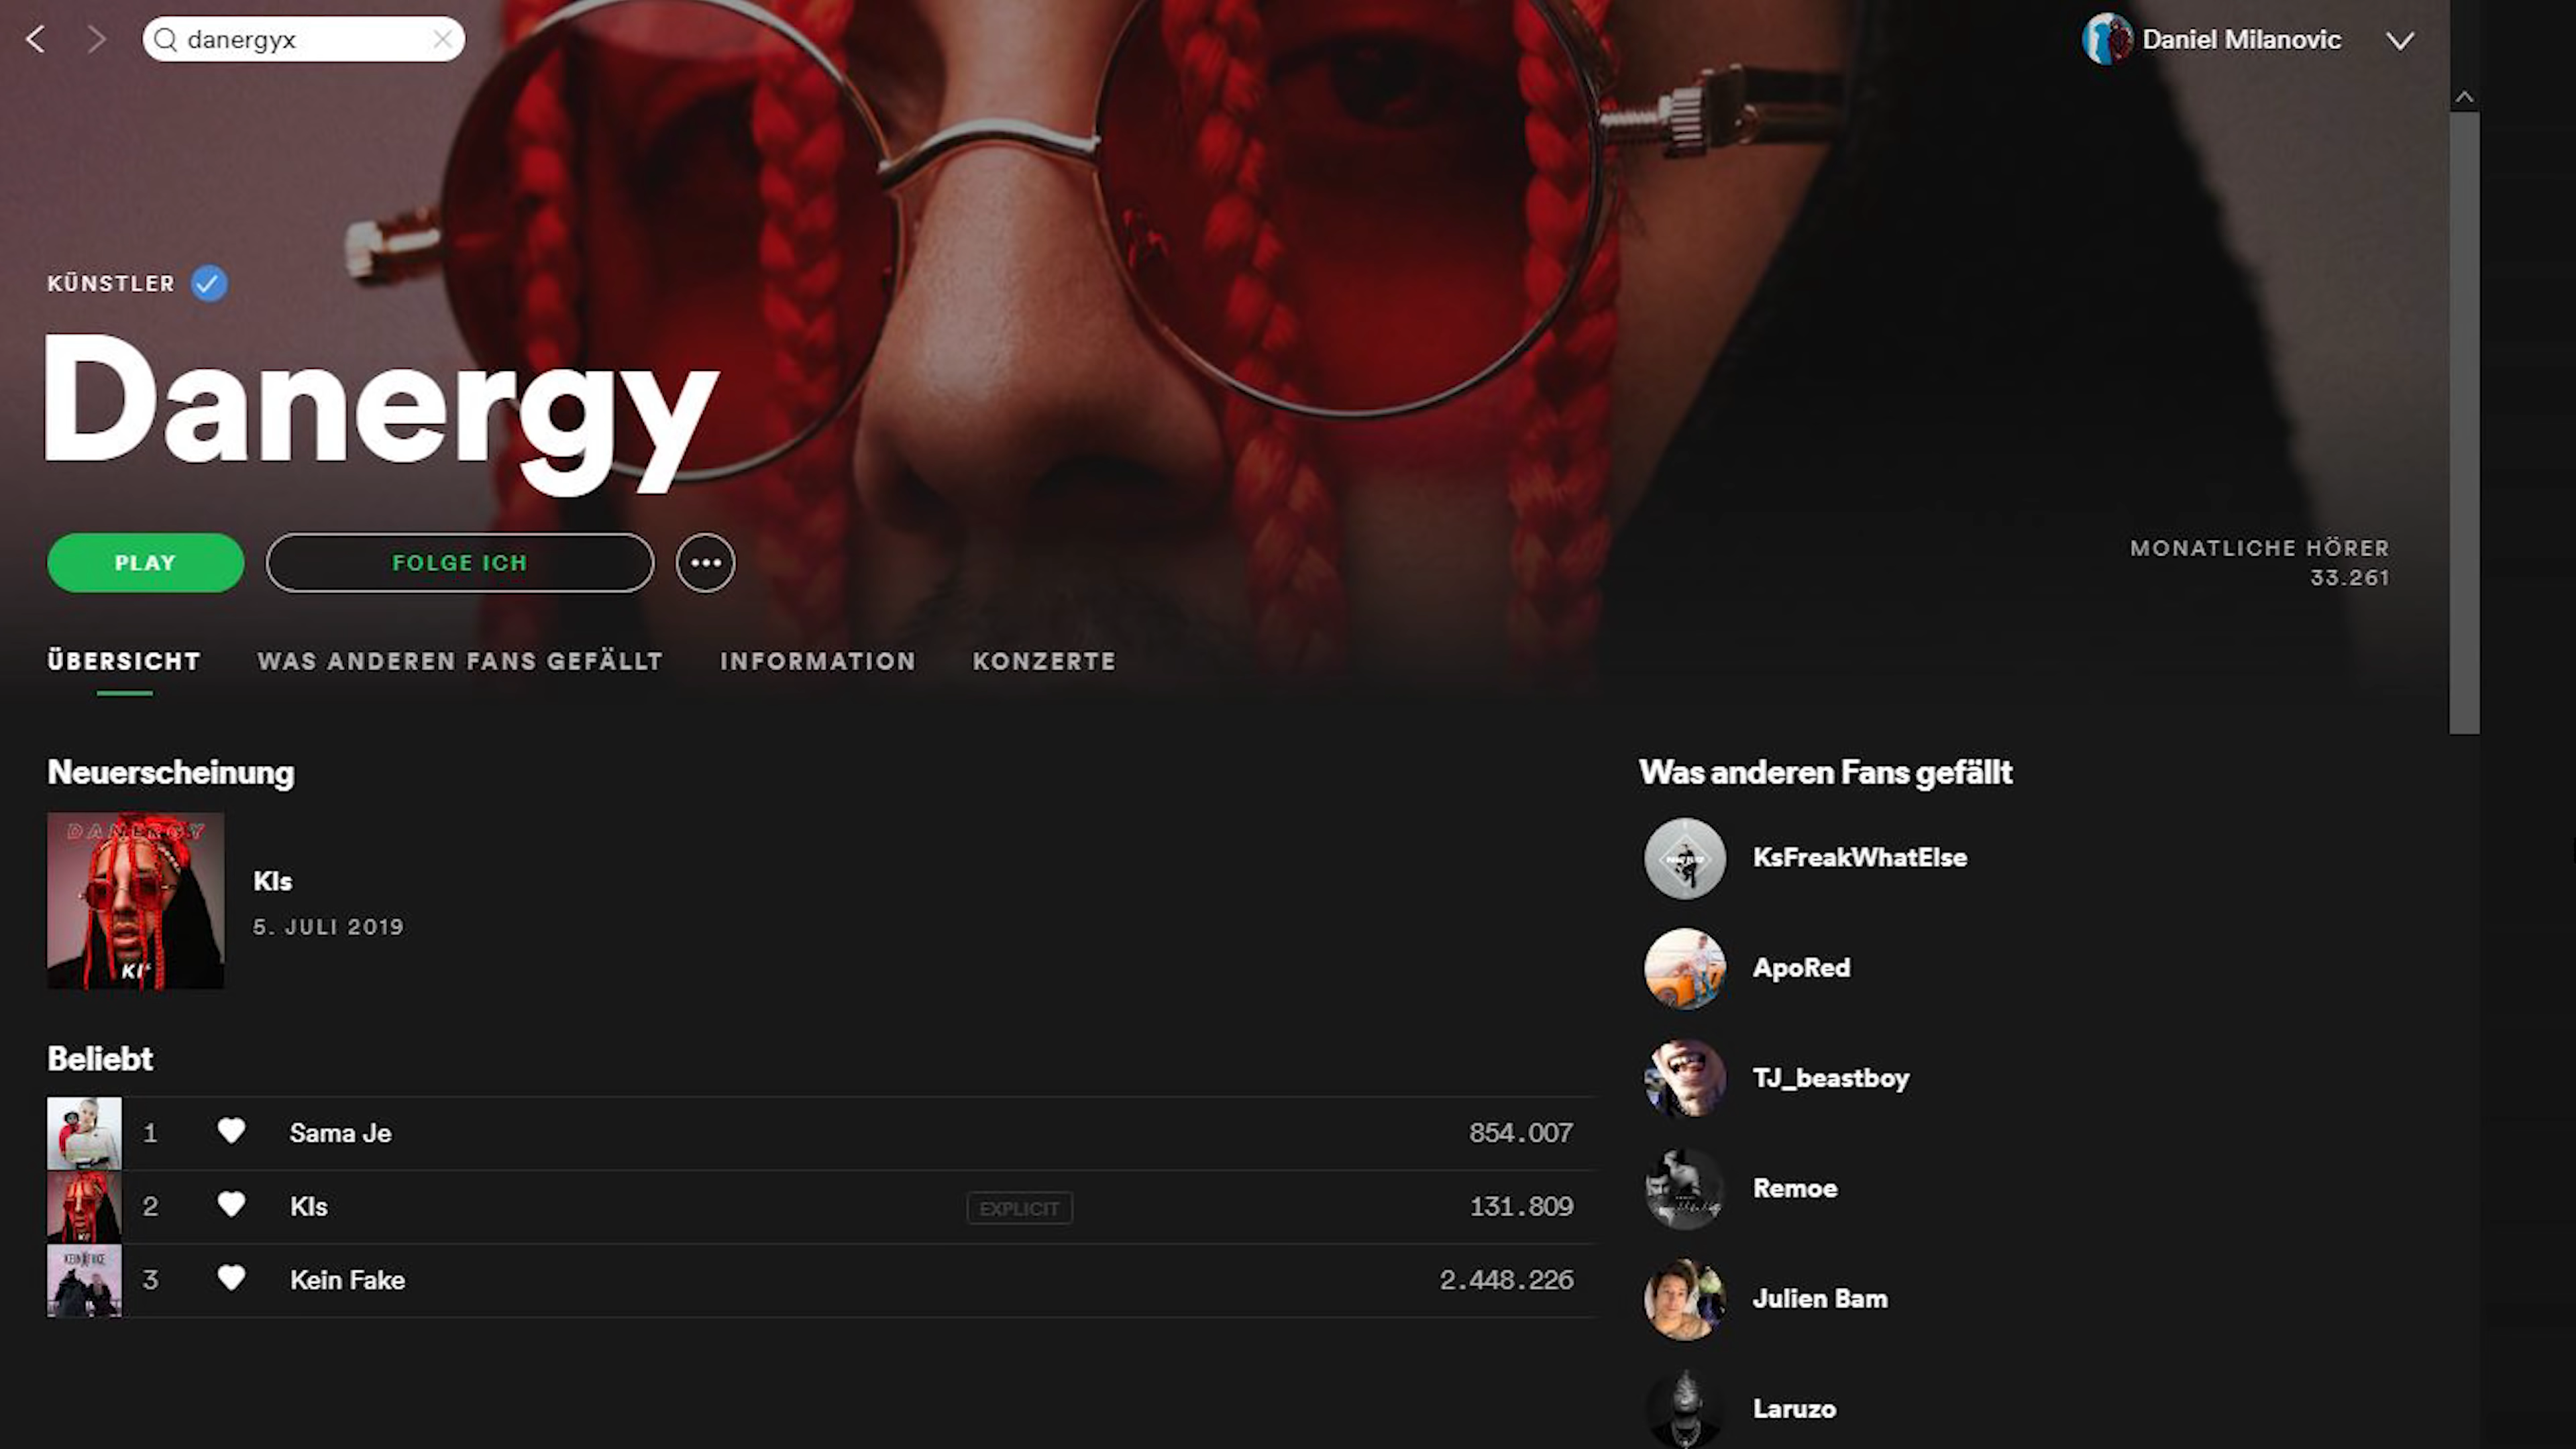 danergyx
Daniel Milanovic
KÜNSTLER
Danergy
PLAY
FOLGE ICH
MONATLICHE HÖRER
33.261
ÜBERSICHT
WAS ANDEREN FANS GEFÄLLT
INFORMATION
KONZERTE
Neuerscheinung
DANERGY
KIs
5. JULI 2019
Beliebt
1 Sama Je 854.007
2 KIs EXPLICIT 131.809
3 Kein Fake 2.448.226
Was anderen Fans gefällt
KsFreakWhatElse
ApoRed
TJ_beastboy
Remoe
Julien Bam
Laruzo